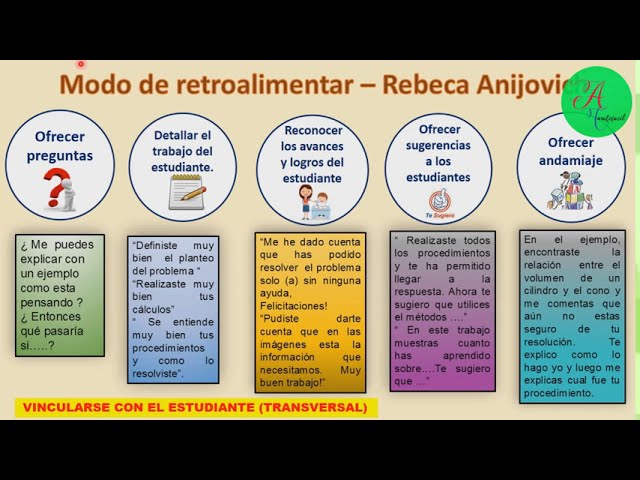 Modo de retroalimentar – Rebeca Anijovich
Ofrecer
preguntas
Detallar el
trabajo del
estudiante.
Reconocer
los avances
y logros del
estudiante
Ofrecer
sugerencias
a los
estudiantes
Te Sugiero
Ofrecer
andamiaje
¿ Me puedes
explicar con
un ejemplo
como esta
pensando ?
¿ Entonces
qué pasaría
si…..?
“Definiste muy
bien el planteo
del problema “
“Realizaste muy
bien tus
cálculos”
“ Se entiende
muy bien tus
procedimientos
y como lo
resolviste”.
“Me he dado cuenta
que has podido
resolver el problema
solo (a) sin ninguna
ayuda,
Felicitaciones!
“Pudiste darte
cuenta que en las
imágenes esta la
información que
necesitamos. Muy
buen trabajo!”
“ Realizaste todos
los procedimientos
y te ha permitido
llegar a la
respuesta. Ahora te
sugiero que utilices
el métodos ….”
“ En este trabajo
muestras cuanto
has aprendido
sobre….Te sugiero
que …”
En el ejemplo,
encontraste la
relación entre el
volumen de un
cilindro y el cono y
me comentas que
aún no estas
seguro de tu
resolución. Te
explico como lo
hago yo y luego me
explicas cual fue tu
procedimiento.
VINCULARSE CON EL ESTUDIANTE (TRANSVERSAL)